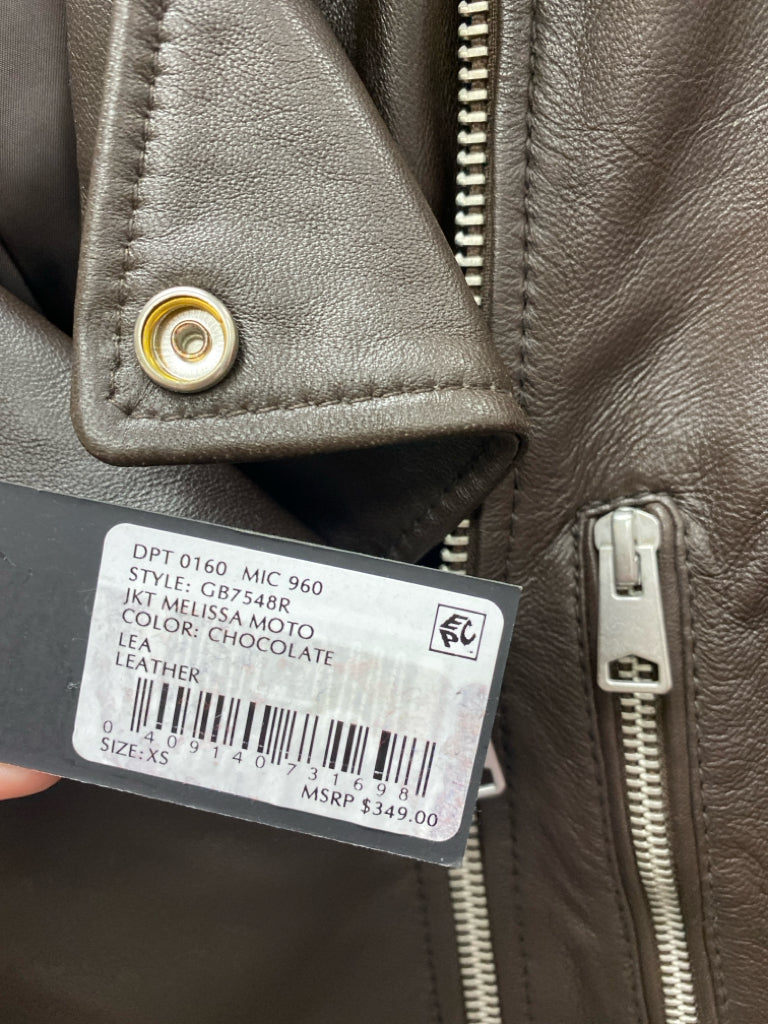 DPT 0160 MIC 960
STYLE: GB7548R
JKT MELISSA MOTO
COLOR: CHOCOLATE
LEA
LEATHER
EPC
0 409140 731698
SIZE: XS
MSRP $349.00